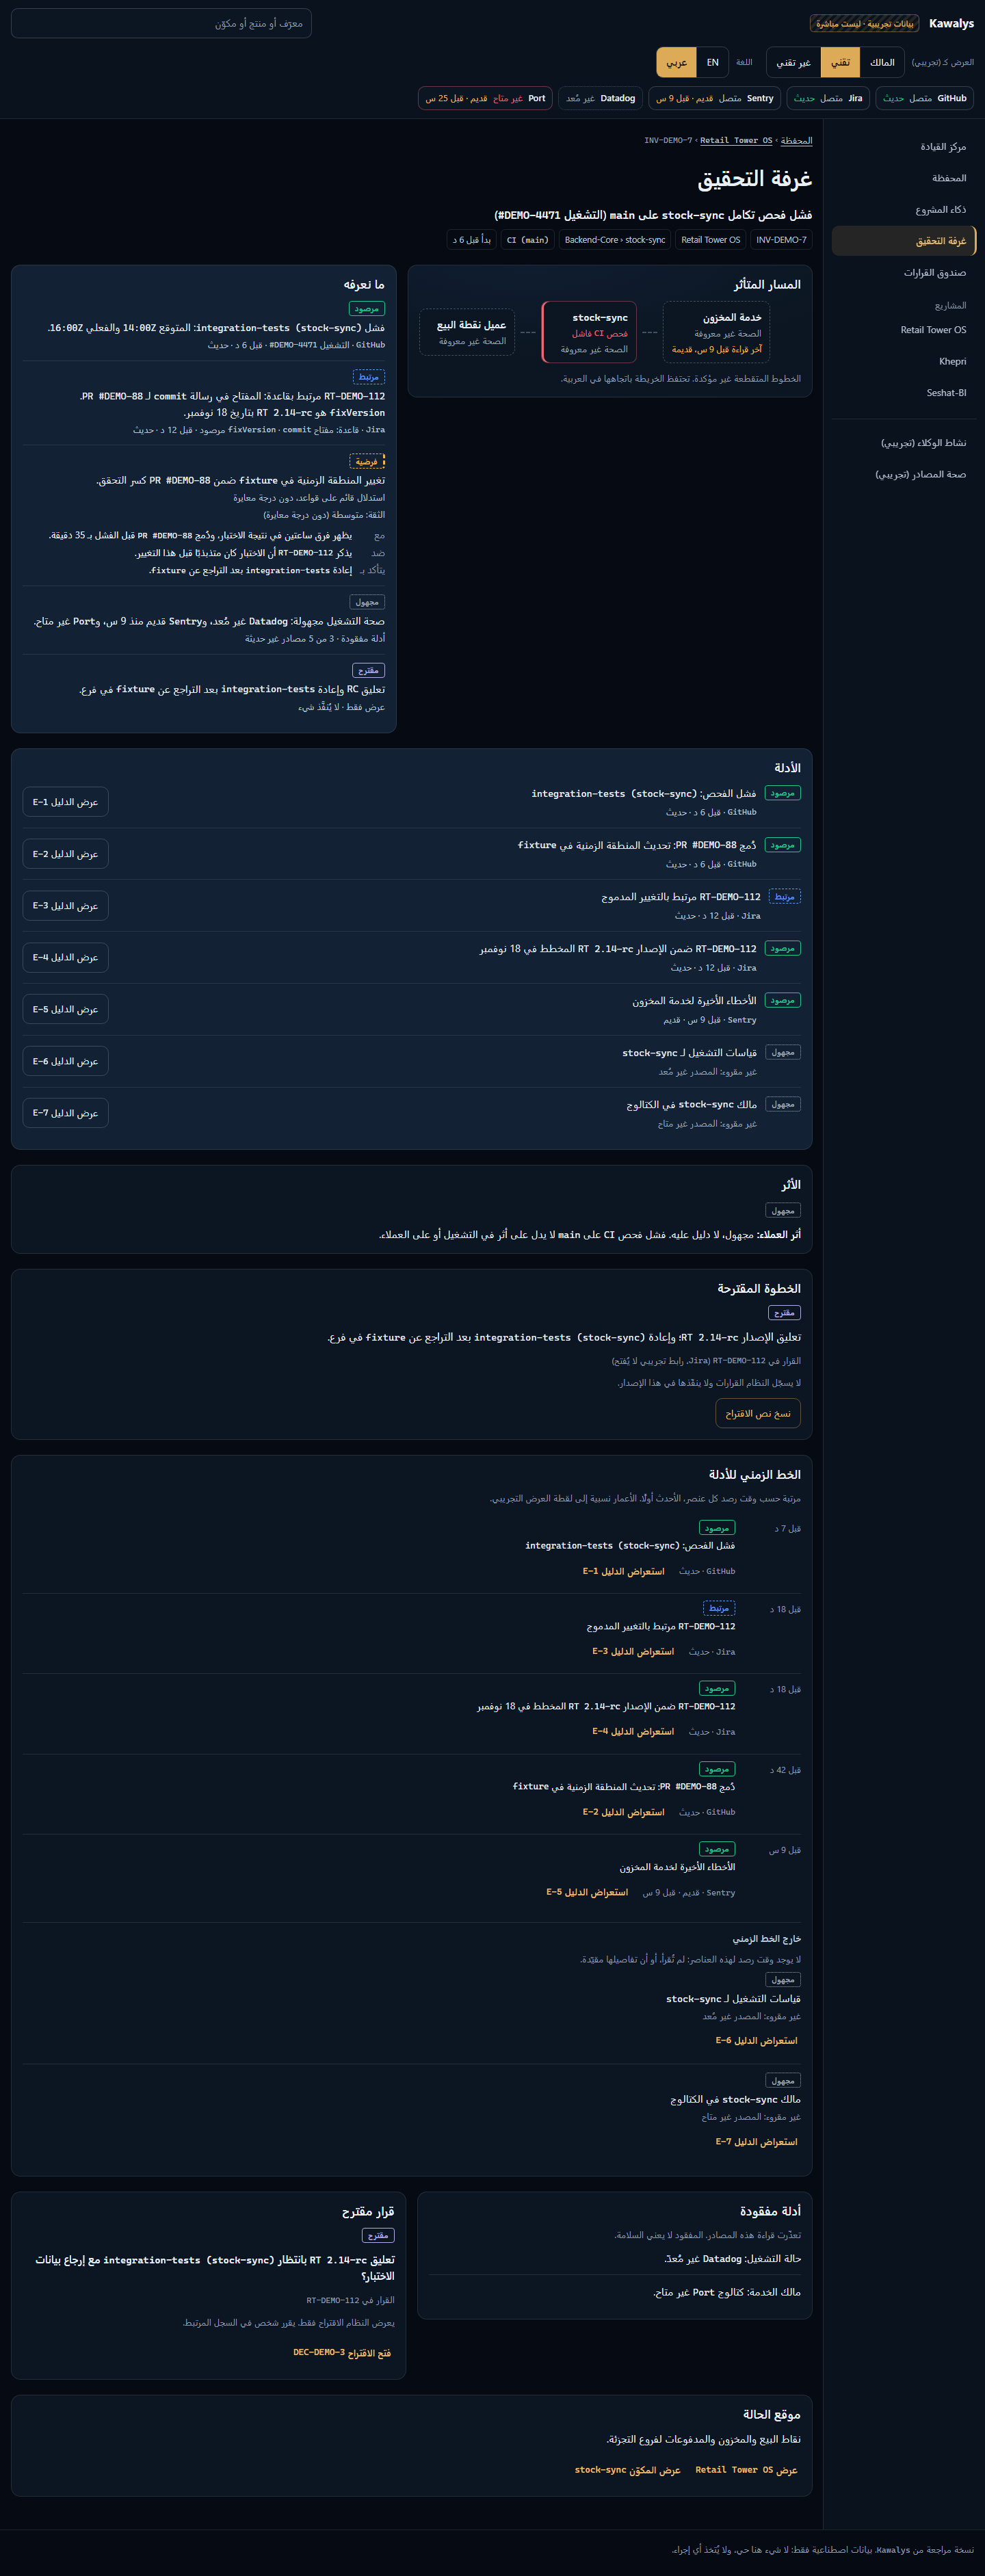 Kawalys
بيانات تجريبية · ليست مباشرة
معرّف أو منتج أو مكوّن
العرض كـ (تجريبي)
المالك
تقني
غير تقني
اللغة
EN
عربي
GitHub متصل حديث
Jira متصل حديث
Sentry متصل قديم · قبل 9 س
Datadog غير مُعد
Port غير متاح قديم · قبل 25 س
مركز القيادة
المحفظة
ذكاء المشروع
غرفة التحقيق
صندوق القرارات
المشاريع
Retail Tower OS
Khepri
Seshat-BI
نشاط الوكلاء (تجريبي)
صحة المصادر (تجريبي)
المحفظة › Retail Tower OS › INV-DEMO-7
غرفة التحقيق
فشل فحص تكامل stock-sync على main (التشغيل #DEMO-4471)
INV-DEMO-7
Retail Tower OS
Backend-Core › stock-sync
CI (main)
بدأ قبل 6 د
المسار المتأثر
خدمة المخزون
الصحة غير معروفة
آخر قراءة قبل 9 س، قديمة
stock-sync
فحص CI فاشل
الصحة غير معروفة
عميل نقطة البيع
الصحة غير معروفة
الخطوط المتقطعة غير مؤكدة. تحتفظ الخريطة باتجاهها في العربية.
ما نعرفه
مرصود
فشل integration-tests (stock-sync): المتوقع 14:00Z والفعلي 16:00Z.
GitHub · التشغيل #DEMO-4471 · قبل 6 د · حديث
مرتبط
RT-DEMO-112 مرتبط بقاعدة: المفتاح في رسالة commit لـ PR #DEMO-88.
fixVersion هو RT 2.14-rc بتاريخ 18 نوفمبر.
Jira · قاعدة: مفتاح commit · fixVersion مرصود · قبل 12 د · حديث
فرضية
تغيير المنطقة الزمنية في fixture ضمن PR #DEMO-88 كسر التحقق.
استدلال قائم على قواعد، دون درجة معايرة
الثقة: متوسطة (دون درجة معايرة)
مع يظهر فرق ساعتين في نتيجة الاختبار، ودُمج PR #DEMO-88 قبل الفشل بـ 35 دقيقة.
ضد يذكر RT-DEMO-112 أن الاختبار كان متذبذبًا قبل هذا التغيير.
يتأكد بـ إعادة integration-tests بعد التراجع عن fixture.
مجهول
صحة التشغيل مجهولة: Datadog غير مُعد، وSentry قديم منذ 9 س، وPort غير متاح.
أدلة مفقودة · 3 من 5 مصادر غير حديثة
مقترح
تعليق RC وإعادة integration-tests بعد التراجع عن fixture في فرع.
عرض فقط · لا يُنفَّذ شيء
الأدلة
مرصود فشل الفحص: integration-tests (stock-sync)
GitHub · قبل 6 د · حديث
عرض الدليل E-1
مرصود دُمج PR #DEMO-88: تحديث المنطقة الزمنية في fixture
GitHub · قبل 6 د · حديث
عرض الدليل E-2
مرتبط RT-DEMO-112 مرتبط بالتغيير المدموج
Jira · قبل 12 د · حديث
عرض الدليل E-3
مرصود RT-DEMO-112 ضمن الإصدار RT 2.14-rc المخطط في 18 نوفمبر
Jira · قبل 12 د · حديث
عرض الدليل E-4
مرصود الأخطاء الأخيرة لخدمة المخزون
Sentry · قبل 9 س · قديم
عرض الدليل E-5
مجهول قياسات التشغيل لـ stock-sync
غير مقروء: المصدر غير مُعد
عرض الدليل E-6
مجهول مالك stock-sync في الكتالوج
غير مقروء: المصدر غير متاح
عرض الدليل E-7
الأثر
مجهول
أثر العملاء: مجهول، لا دليل عليه. فشل فحص CI على main لا يدل على أثر في التشغيل أو على العملاء.
الخطوة المقترحة
مقترح
تعليق الإصدار RT 2.14-rc؛ وإعادة integration-tests (stock-sync) بعد التراجع عن fixture في فرع.
القرار في RT-DEMO-112 (Jira، رابط تجريبي لا يُفتح)
لا يسجّل النظام القرارات ولا ينفّذها في هذا الإصدار.
نسخ نص الاقتراح
الخط الزمني للأدلة
مرتبة حسب وقت رصد كل عنصر، الأحدث أولًا. الأعمار نسبية إلى لقطة العرض التجريبي.
قبل 7 د
مرصود
فشل الفحص: integration-tests (stock-sync)
GitHub · حديث استعراض الدليل E-1
قبل 18 د
مرتبط
RT-DEMO-112 مرتبط بالتغيير المدموج
Jira · حديث استعراض الدليل E-3
قبل 18 د
مرصود
RT-DEMO-112 ضمن الإصدار RT 2.14-rc المخطط في 18 نوفمبر
Jira · حديث استعراض الدليل E-4
قبل 42 د
مرصود
دُمج PR #DEMO-88: تحديث المنطقة الزمنية في fixture
GitHub · حديث استعراض الدليل E-2
قبل 9 س
مرصود
الأخطاء الأخيرة لخدمة المخزون
Sentry · قديم · قبل 9 س استعراض الدليل E-5
خارج الخط الزمني
لا يوجد وقت رصد لهذه العناصر: لم تُقرأ، أو أن تفاصيلها مقيّدة.
مجهول
قياسات التشغيل لـ stock-sync
غير مقروء: المصدر غير مُعد
استعراض الدليل E-6
مجهول
مالك stock-sync في الكتالوج
غير مقروء: المصدر غير متاح
استعراض الدليل E-7
أدلة مفقودة
تعذّرت قراءة هذه المصادر. المفقود لا يعني السلامة.
حالة التشغيل: Datadog غير مُعدّ.
مالك الخدمة: كتالوج Port غير متاح.
قرار مقترح
مقترح
تعليق RT 2.14-rc بانتظار integration-tests (stock-sync) مع إرجاع بيانات
الاختبار؟
القرار في RT-DEMO-112
يعرض النظام الاقتراح فقط. يقرر شخص في السجل المرتبط.
فتح الاقتراح DEC-DEMO-3
موقع الحالة
نقاط البيع والمخزون والمدفوعات لفروع التجزئة.
عرض Retail Tower OS عرض المكوّن stock-sync
نسخة مراجعة من Kawalys. بيانات اصطناعية فقط: لا شيء هنا حي، ولا يُتخذ أي إجراء.